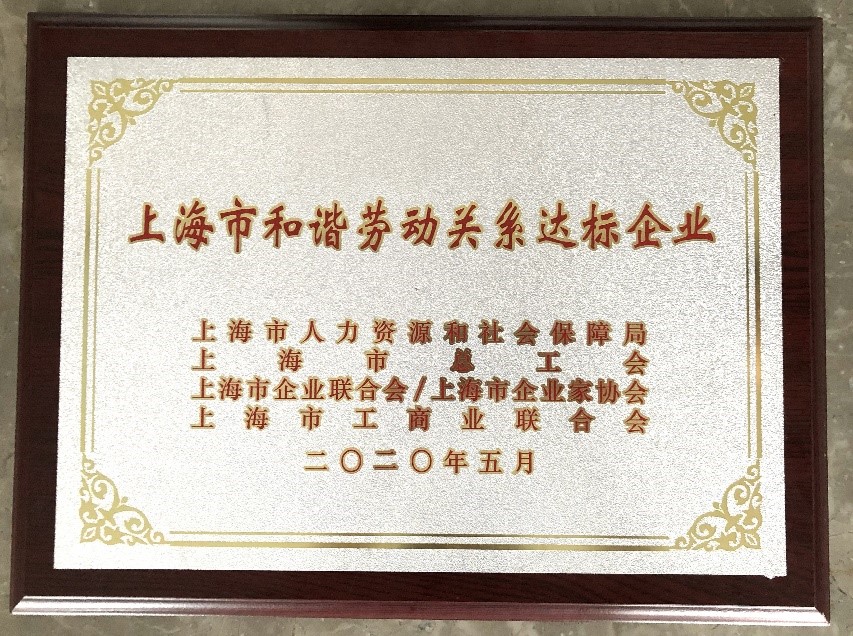 上海市和谐劳动关系达标企业
上海市人力资源和社会保障局
上海市总工会
上海市企业联合会/上海市企业家协会
上海市工商业联合会
二〇二〇年五月